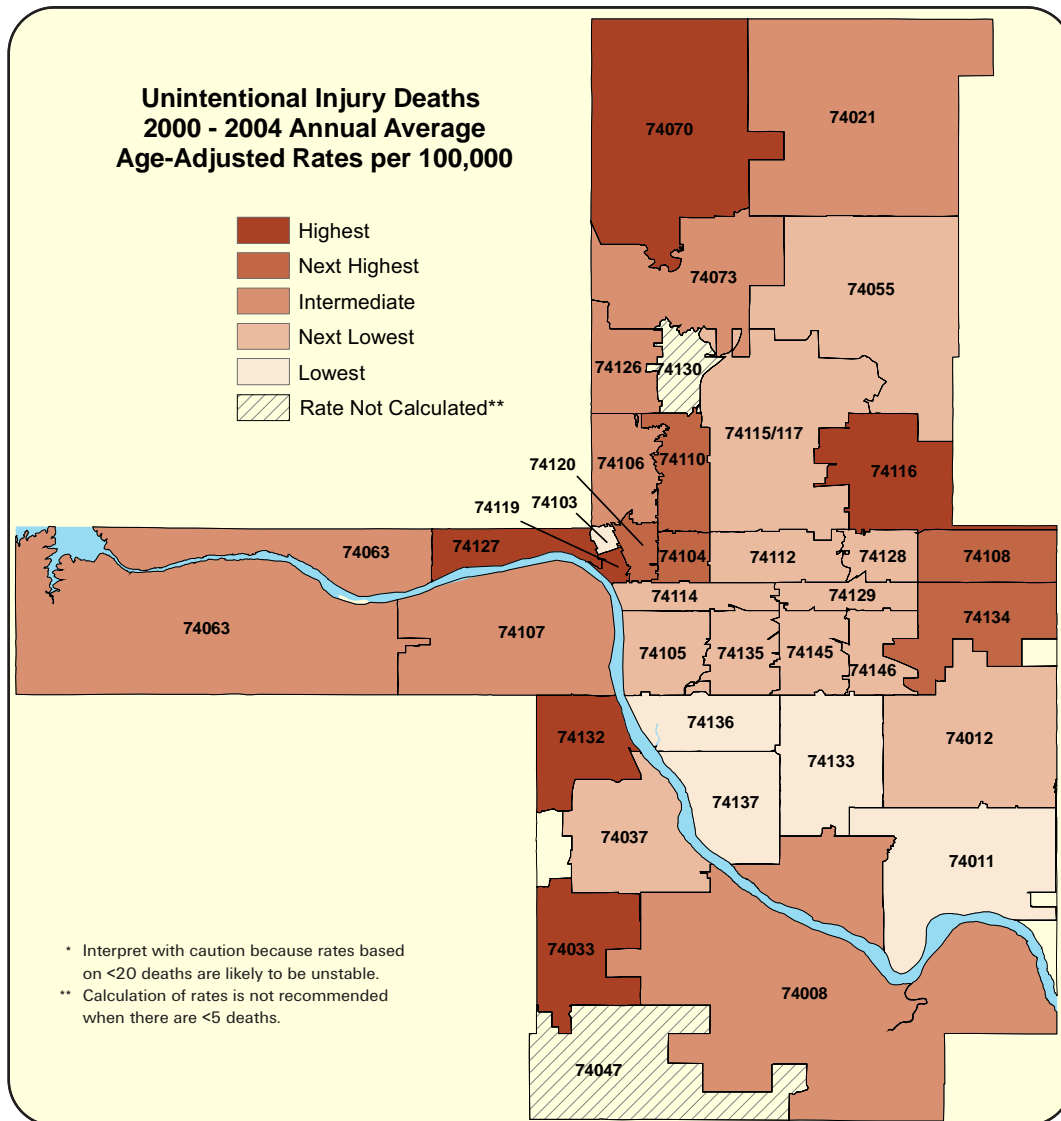 Unintentional Injury Deaths
2000 - 2004 Annual Average
Age-Adjusted Rates per 100,000
Highest
Next Highest
Intermediate
Next Lowest
Lowest
Rate Not Calculated**
74070
74021
74073
74055
74126
74130
74115/117
74106
74110
74116
74120
74103
74119
74063
74127
74104
74112
74128
74108
74114
74129
74134
74063
74107
74105
74135
74145
74146
74132
74136
74133
74012
74137
74037
74011
74033
74008
74047
* Interpret with caution because rates based
on <20 deaths are likely to be unstable.
** Calculation of rates is not recommended
when there are <5 deaths.